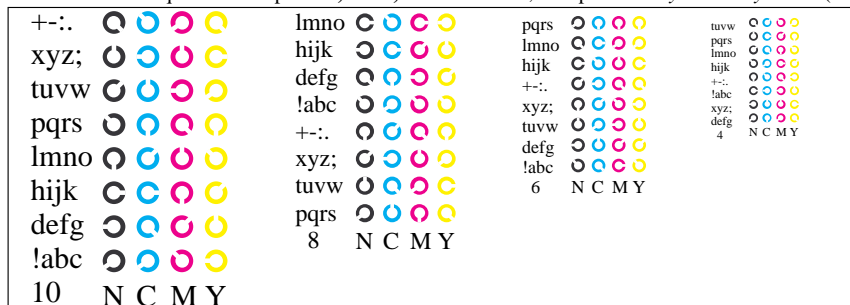 +-:.
xyz;
tuvw
pqrs
lmno
hijk
defg
!abc
10 N C M Y
lmno
hijk
defg
!abc
+-:.
xyz;
tuvw
pqrs
8 N C M Y
pqrs
lmno
hijk
+-:.
xyz;
tuvw
defg
!abc
6 N C M Y
tuvw
pqrs
lmno
hijk
+-:.
!abc
xyz;
defg
4 N C M Y